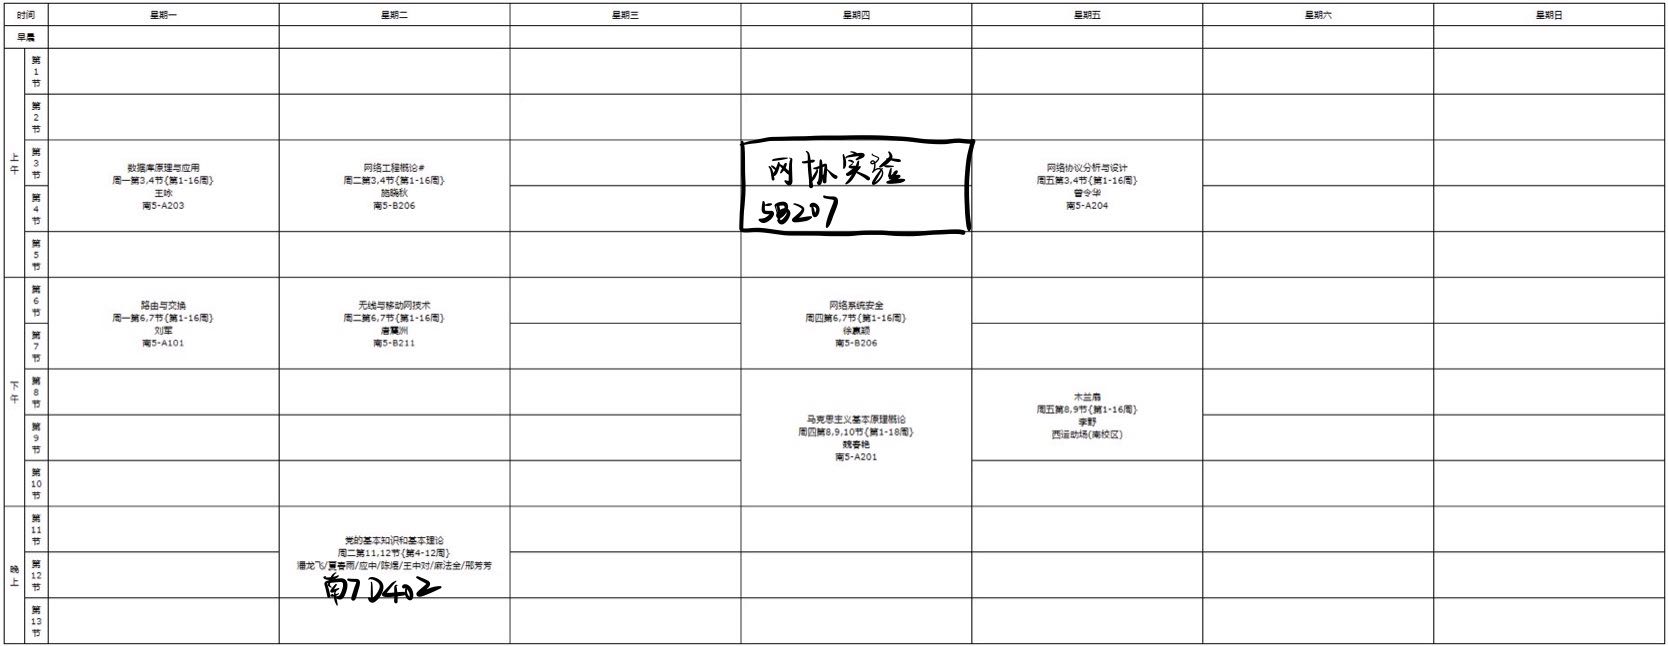 时间 星期一 星期二 星期三 星期四 星期五 星期六 星期日
早晨
上午
第1节
第2节
第3节
第4节
数据库原理与应用
周一第3,4节{第1-16周}
王咏
南5-A203
网络工程概论#
周二第3,4节{第1-16周}
施晓秋
南5-B206
网协实验
5B207
网络协议分析与设计
周五第3,4节{第1-16周}
曾令华
南5-A204
第5节
下午
第6节
第7节
路由与交换
周一第6,7节{第1-16周}
刘军
南5-A101
无线与移动网技术
周二第6,7节{第1-16周}
唐震洲
南5-B211
网络系统安全
周四第6,7节{第1-16周}
徐嬴颖
南5-B206
第8节
第9节
第10节
马克思主义基本原理概论
周四第8,9,10节{第1-18周}
魏春艳
南5-A201
木兰扇
周五第8,9节{第1-16周}
李野
西运动场(南校区)
晚上
第11节
第12节
党的基本知识和基本理论
周二第11,12节{第4-12周}
潘龙飞/夏春雨/应中/陈煜/王中对/麻法全/邢芳芳
南7D402
第13节